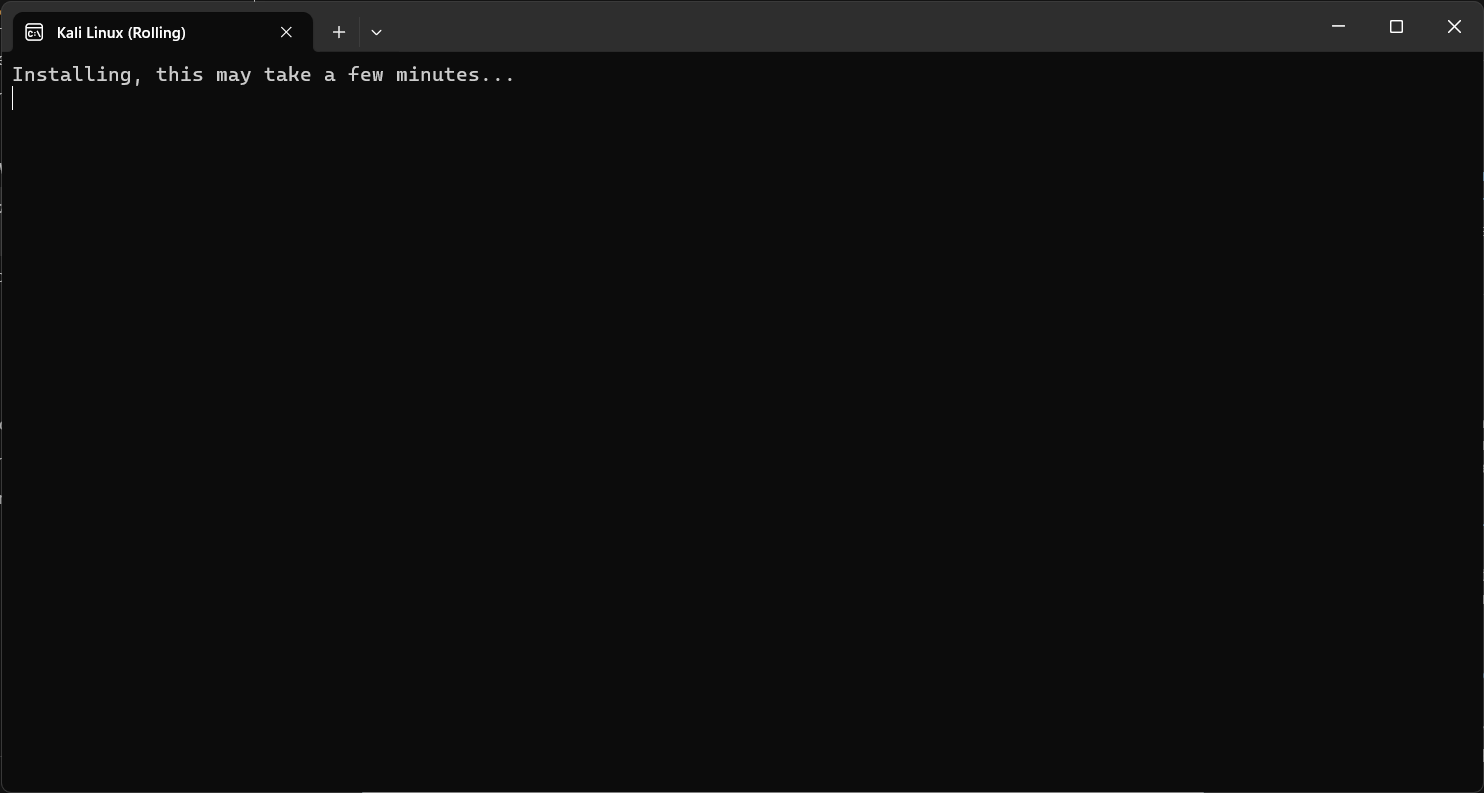 Kali Linux (Rolling)
Installing, this may take a few minutes...